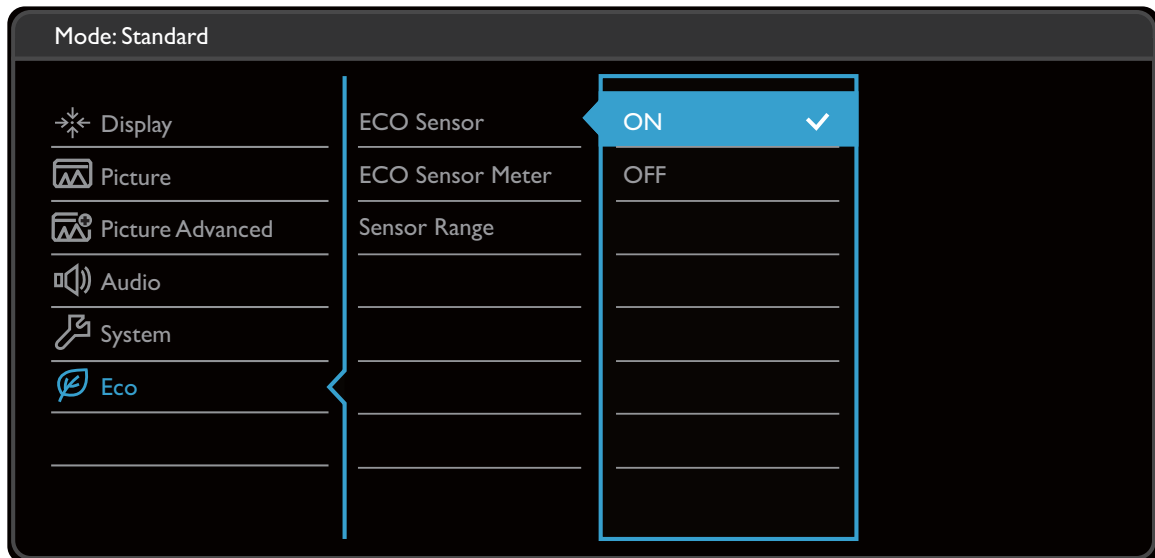 Mode: Standard
Display
Picture
Picture Advanced
Audio
System
Eco
ECO Sensor
ECO Sensor Meter
Sensor Range
ON
OFF